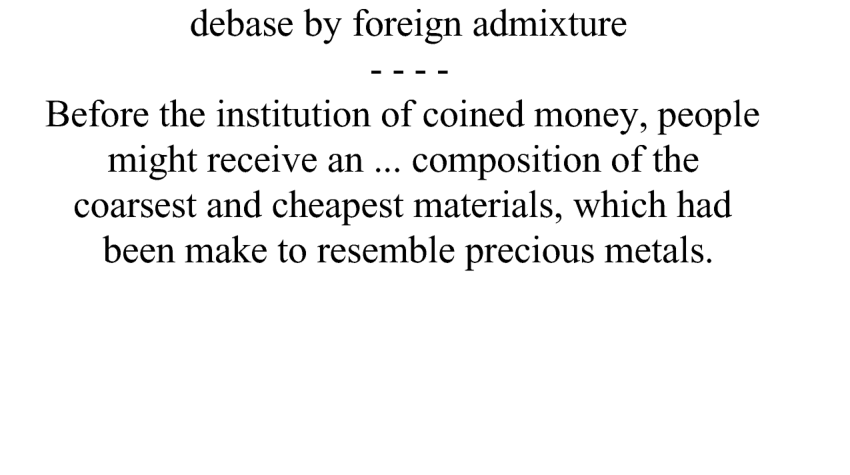 debase by foreign admixture
- - - -
Before the institution of coined money, people
might receive an ... composition of the
coarsest and cheapest materials, which had
been make to resemble precious metals.